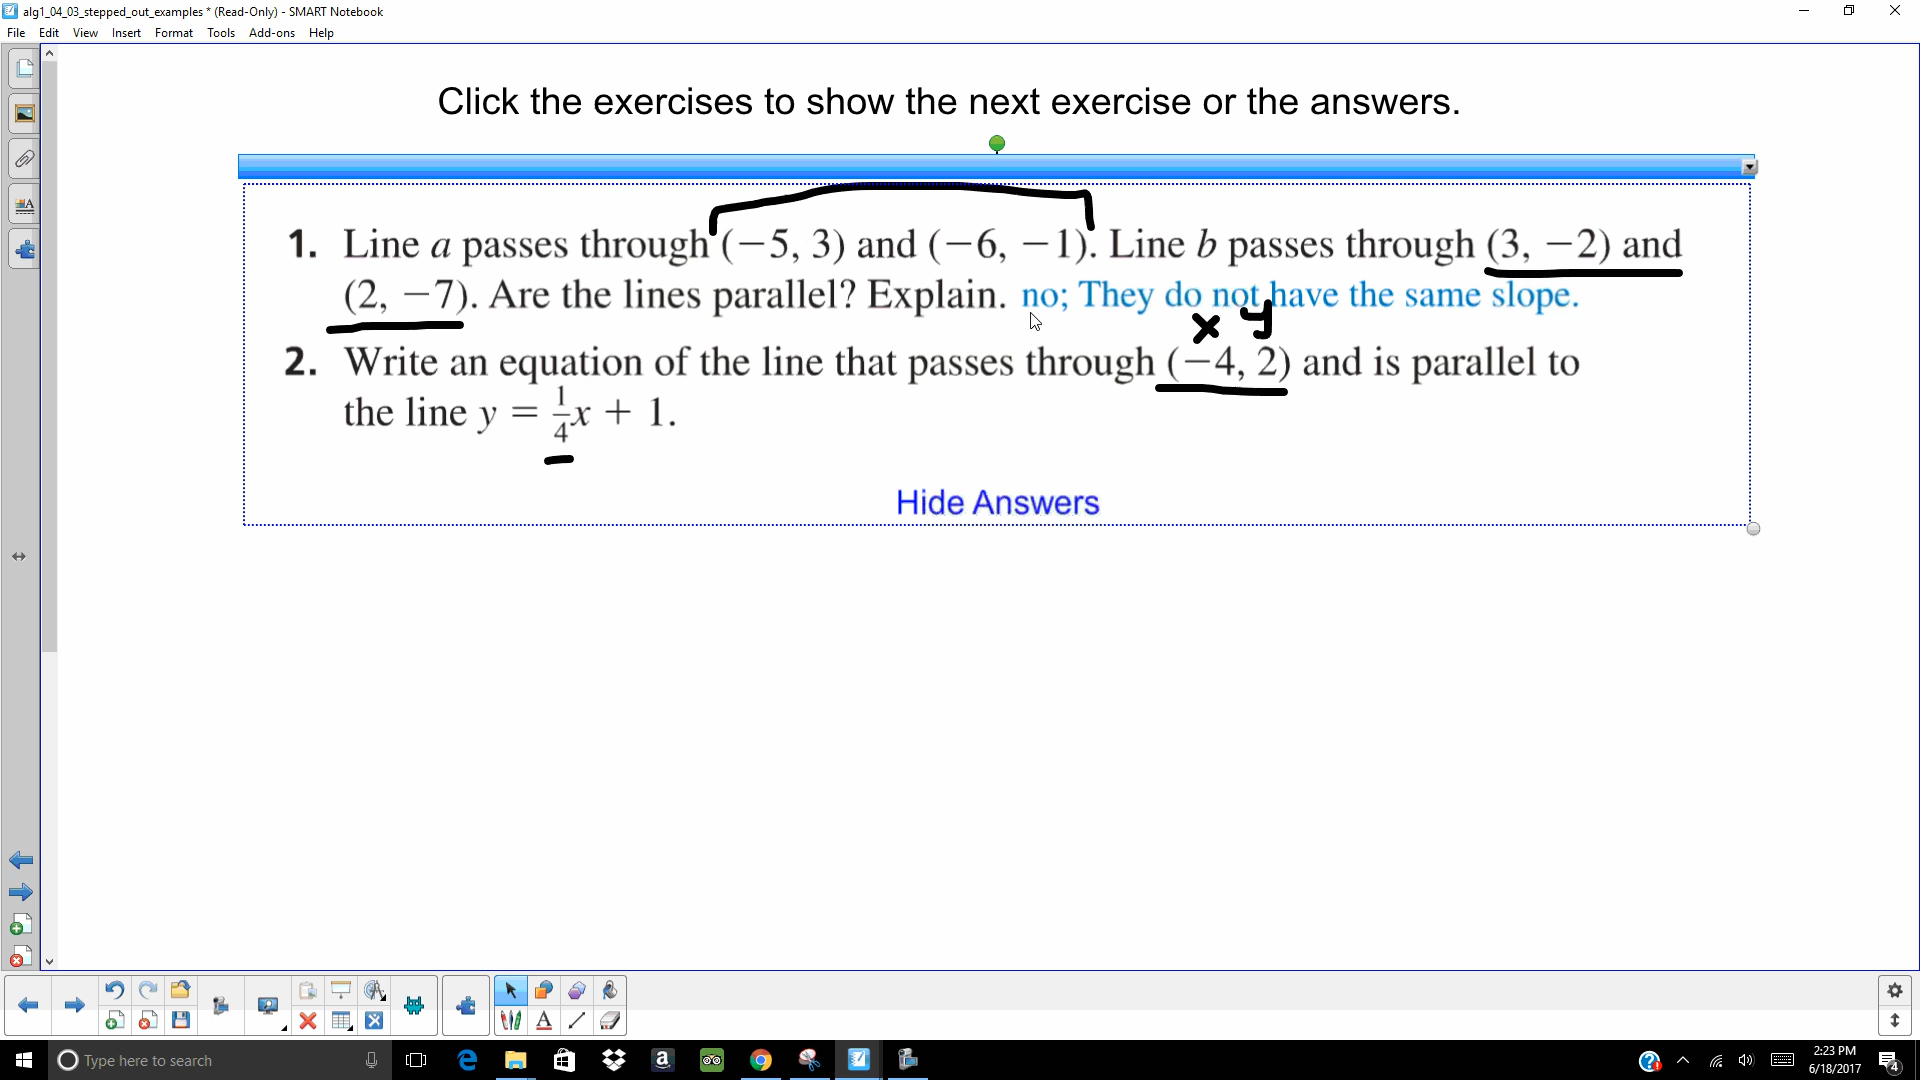 alg1_04_03_stepped_out_examples * (Read-Only) - SMART Notebook
File Edit View Insert Format Tools Add-ons Help
Click the exercises to show the next exercise or the answers.
1. Line a passes through (−5, 3) and (−6, −1). Line b passes through (3, −2) and
(2, −7). Are the lines parallel? Explain. no; They do not have the same slope.
x y
2. Write an equation of the line that passes through (−4, 2) and is parallel to
the line y = 1/4 x + 1.
Hide Answers
Type here to search
2:23 PM
6/18/2017
4